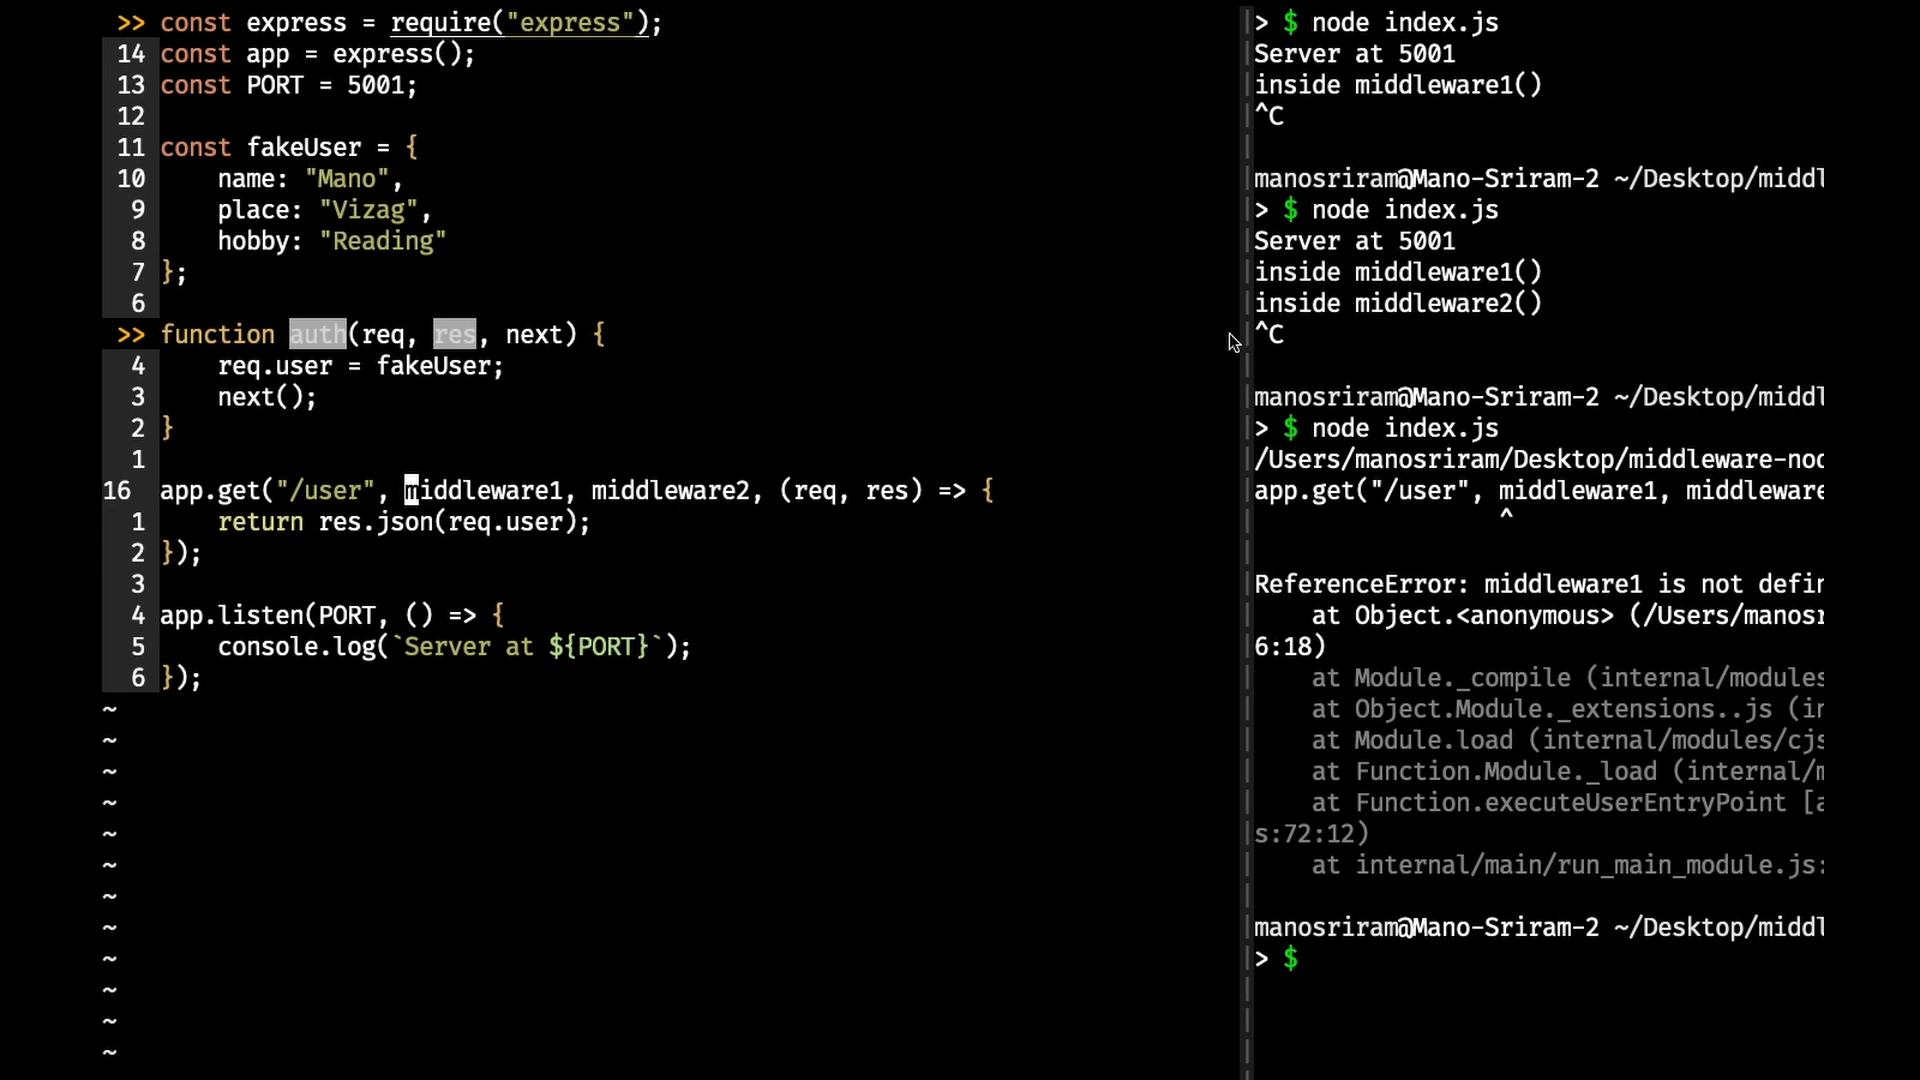 >> const express = require("express");
14 const app = express();
13 const PORT = 5001;
12
11 const fakeUser = {
10 name: "Mano",
9 place: "Vizag",
8 hobby: "Reading"
7 };
6
>> function auth(req, res, next) {
4 req.user = fakeUser;
3 next();
2 }
1
16 app.get("/user", middleware1, middleware2, (req, res) => {
1 return res.json(req.user);
2 });
3
4 app.listen(PORT, () => {
5 console.log(`Server at ${PORT}`);
6 });
~
~
~
~
~
~
~
~
~
~
~
~
> $ node index.js
Server at 5001
inside middleware1()
^C
manosriram@Mano-Sriram-2 ~/Desktop/middl
> $ node index.js
Server at 5001
inside middleware1()
inside middleware2()
^C
manosriram@Mano-Sriram-2 ~/Desktop/middl
> $ node index.js
/Users/manosriram/Desktop/middleware-nod
app.get("/user", middleware1, middleware
^
ReferenceError: middleware1 is not defin
at Object.<anonymous> (/Users/manosr
6:18)
at Module._compile (internal/modules
at Object.Module._extensions..js (in
at Module.load (internal/modules/cjs
at Function.Module._load (internal/m
at Function.executeUserEntryPoint [a
s:72:12)
at internal/main/run_main_module.js:
manosriram@Mano-Sriram-2 ~/Desktop/middl
> $